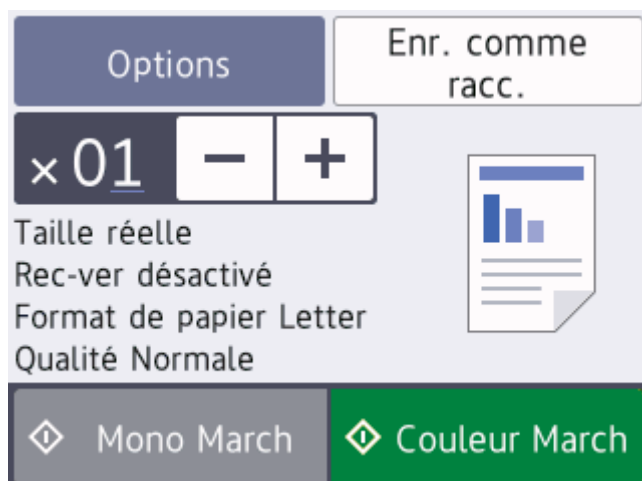 Options
Enr. comme
racc.
×01
− +
Taille réelle
Rec-ver désactivé
Format de papier Letter
Qualité Normale
Mono March
Couleur March